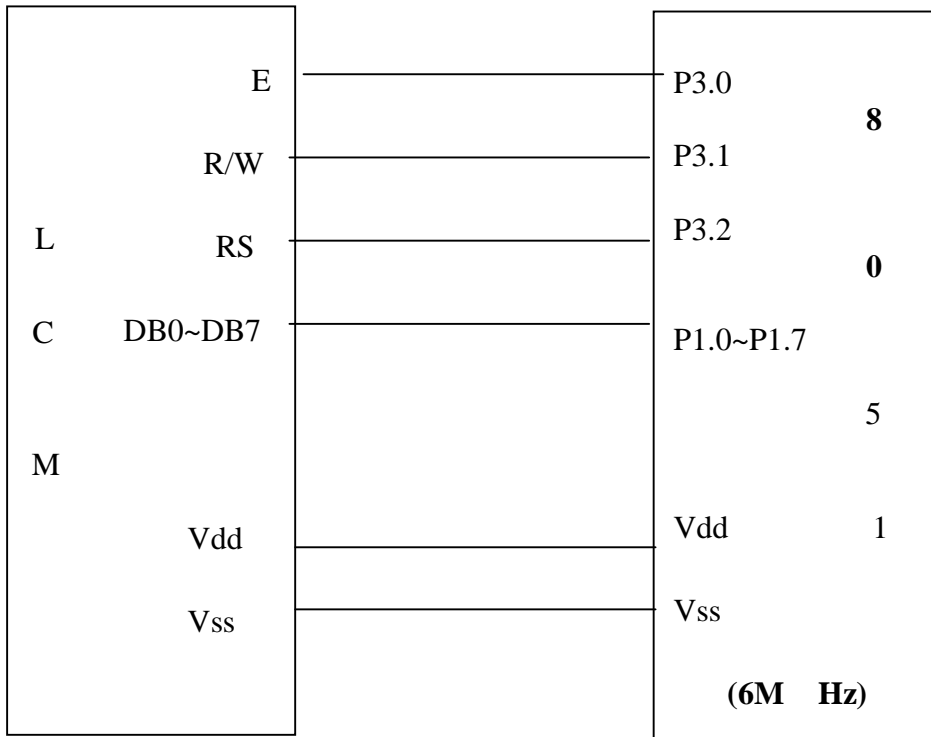 E
R/W
L
RS
C
DB0~DB7
M
Vdd
Vss
P3.0
8
P3.1
P3.2
0
P1.0~P1.7
5
Vdd
1
Vss
(6M Hz)